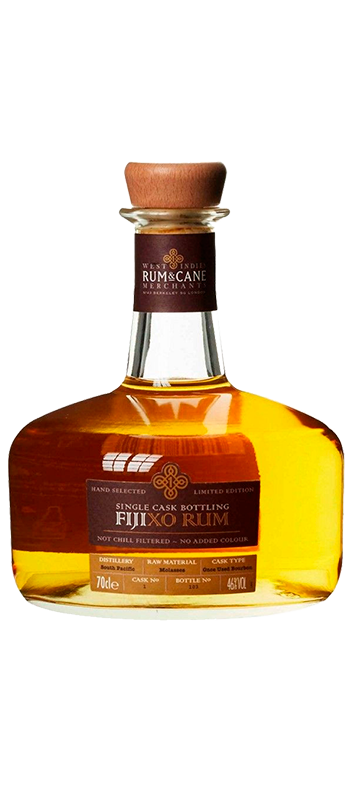 WEST INDIES
RUM&CANE
MERCHANTS
HAND SELECTED LIMITED EDITION
SINGLE CASK BOTTLING
FIJI XO RUM
NOT CHILL FILTERED ~ NO ADDED COLOUR
DISTILLERY RAW MATERIAL CASK TYPE
South Pacific Molasses Once Used Bourbon
70cl℮ CASK Nº BOTTLE Nº 46%VOL
1